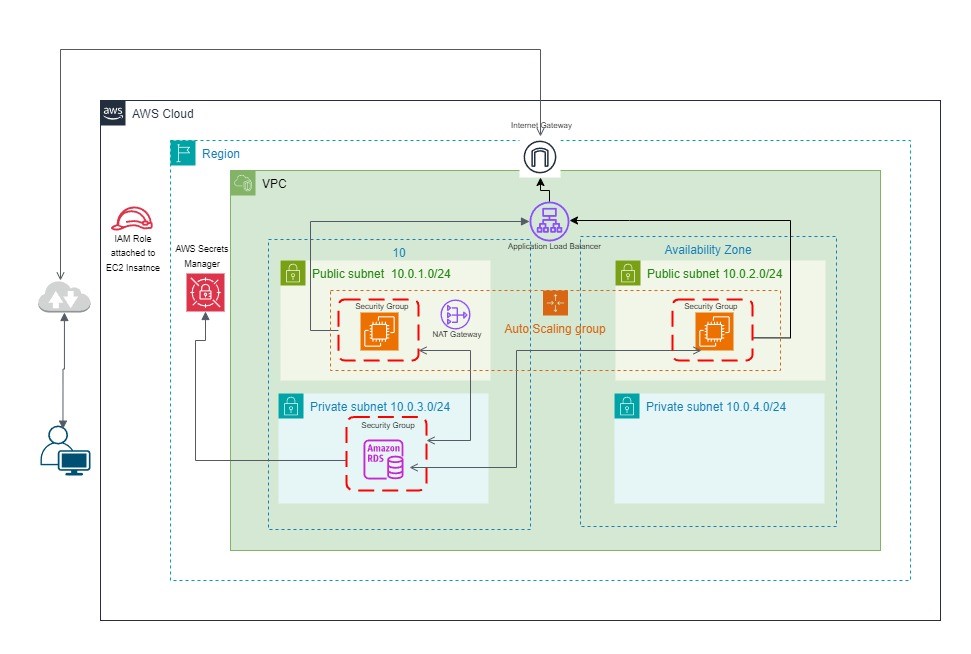 aws
AWS Cloud
Internet Gateway
Region
VPC
IAM Role
attached to
EC2 Insatnce
AWS Secrets
Manager
Application Load Balancer
10
Availability Zone
Public subnet 10.0.1.0/24
Public subnet 10.0.2.0/24
Security Group
NAT Gateway
Auto Scaling group
Security Group
Private subnet 10.0.3.0/24
Private subnet 10.0.4.0/24
Security Group
Amazon
RDS